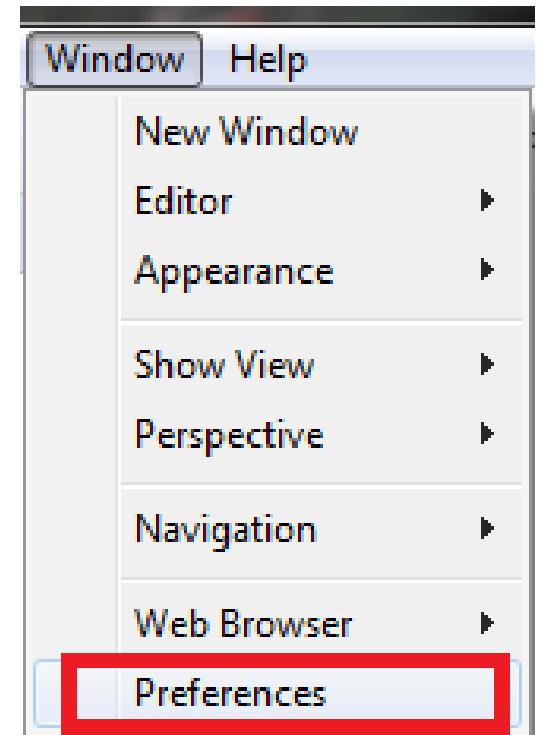 Window Help
New Window
Editor
Appearance
Show View
Perspective
Navigation
Web Browser
Preferences